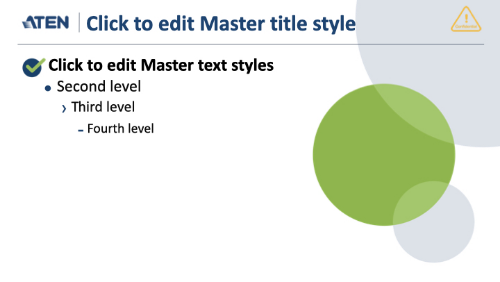 ATEN
Click to edit Master title style
Click to edit Master text styles
Second level
Third level
Fourth level